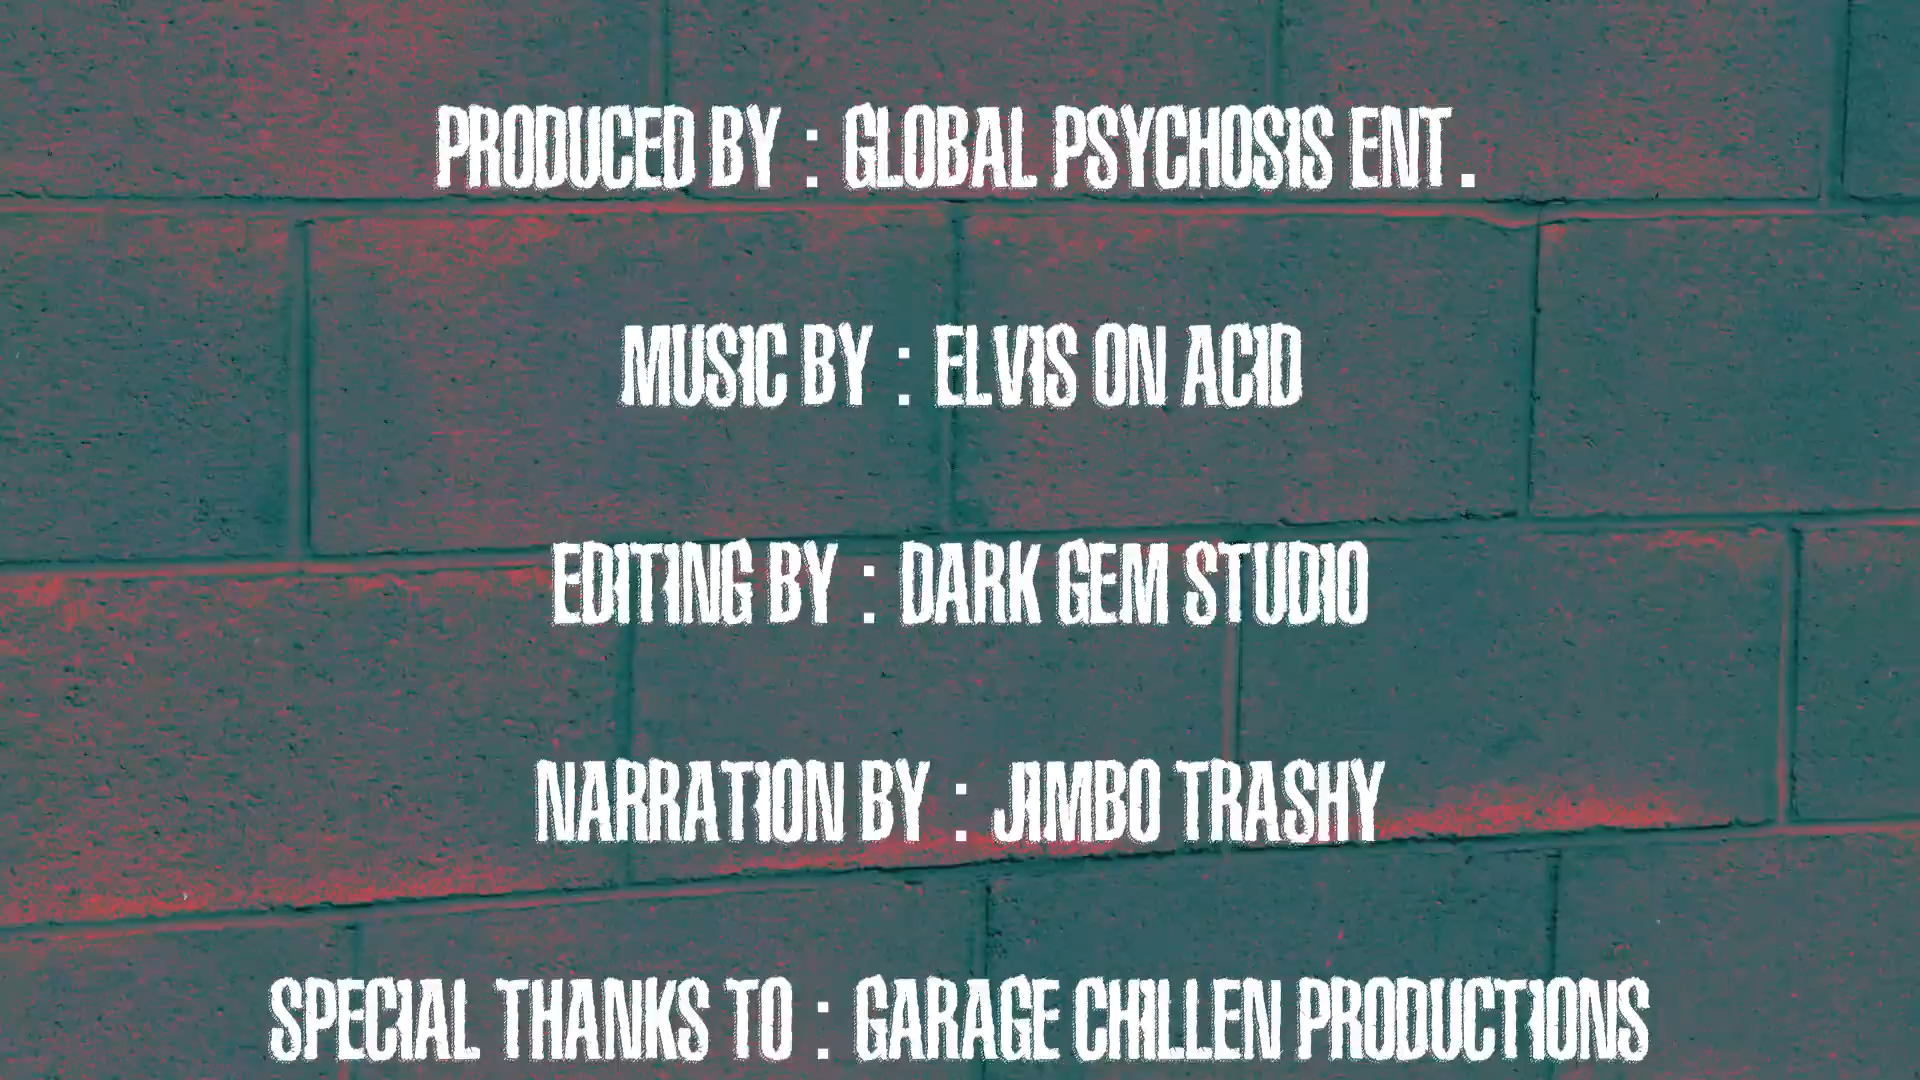 PRODUCED BY : GLOBAL PSYCHOSIS ENT.
MUSIC BY : ELVIS ON ACID
EDITING BY : DARK GEM STUDIO
NARRATION BY : JIMBO TRASHY
SPECIAL THANKS TO : GARAGE CHILLEN PRODUCTIONS